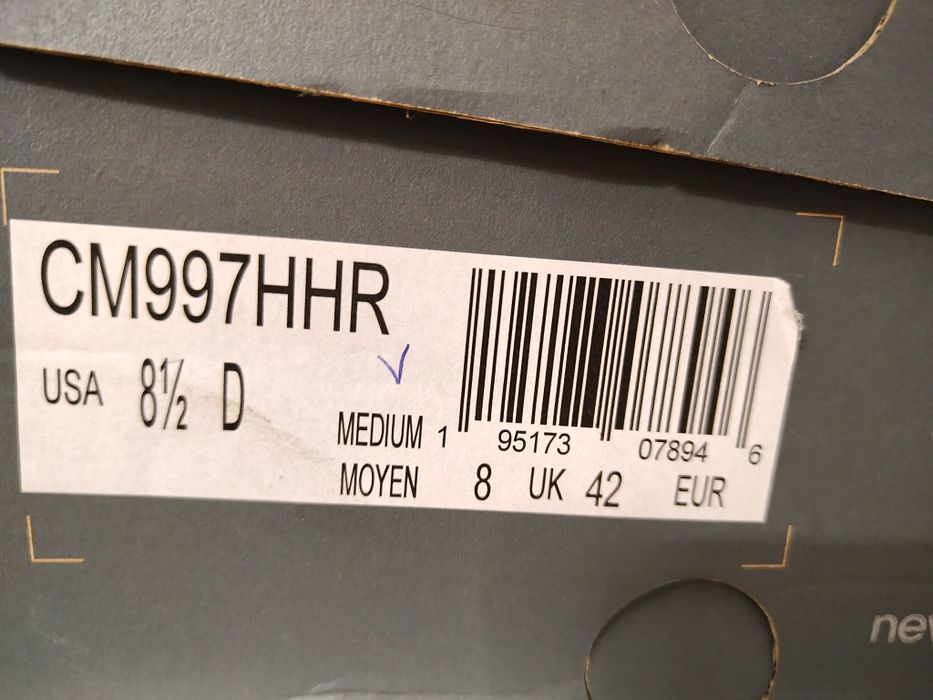 CM997HHR
USA 8½ D
MEDIUM
MOYEN 8 UK 42 EUR
1 95173 07894 6
new